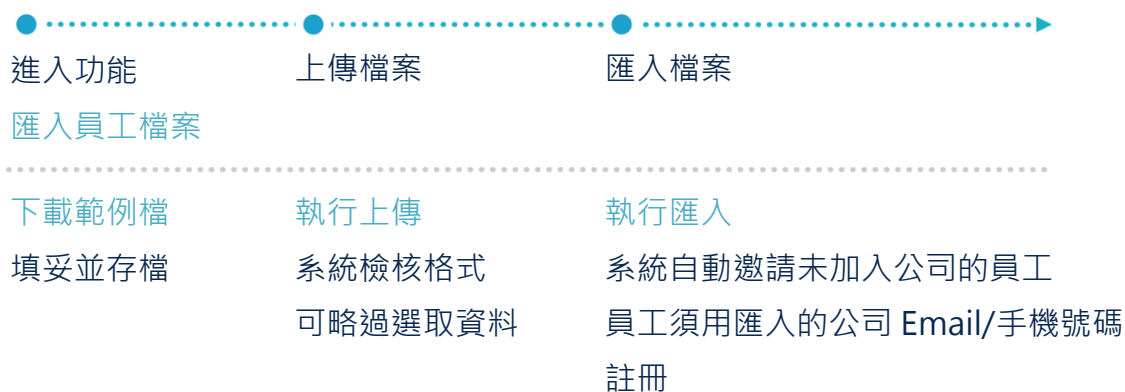 進入功能
上傳檔案
匯入檔案
匯入員工檔案
下載範例檔
執行上傳
執行匯入
填妥並存檔
系統檢核格式
系統自動邀請未加入公司的員工
可略過選取資料
員工須用匯入的公司 Email/手機號碼
註冊